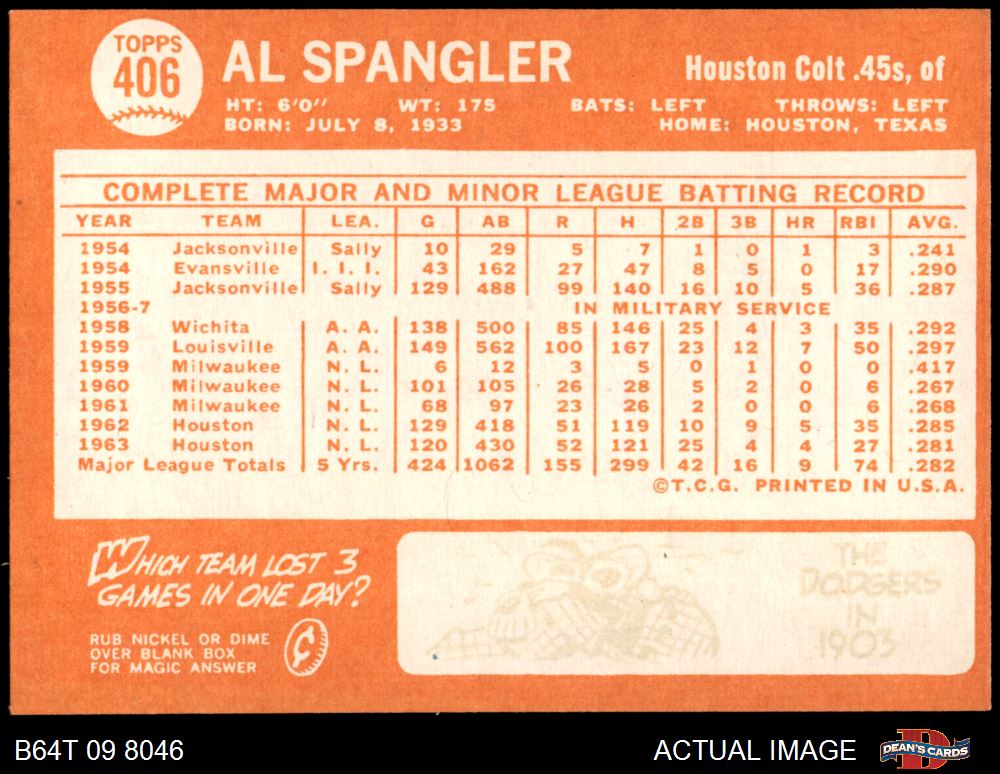 TOPPS
406
AL SPANGLER
Houston Colt .45s, of
HT: 6'0" WT: 175 BATS: LEFT THROWS: LEFT
BORN: JULY 8, 1933 HOME: HOUSTON, TEXAS
COMPLETE MAJOR AND MINOR LEAGUE BATTING RECORD
YEAR TEAM LEA. G AB R H 2B 3B HR RBI AVG.
1954 Jacksonville Sally 10 29 5 7 1 0 1 3 .241
1954 Evansville I. I. I. 43 162 27 47 8 5 0 17 .290
1955 Jacksonville Sally 129 488 99 140 16 10 5 36 .287
1956-7 IN MILITARY SERVICE
1958 Wichita A. A. 138 500 85 146 25 4 3 35 .292
1959 Louisville A. A. 149 562 100 167 23 12 7 50 .297
1959 Milwaukee N. L. 6 12 3 5 0 1 0 0 .417
1960 Milwaukee N. L. 101 105 26 28 5 2 0 6 .267
1961 Milwaukee N. L. 68 97 23 26 2 0 0 6 .268
1962 Houston N. L. 129 418 51 119 10 9 5 35 .285
1963 Houston N. L. 120 430 52 121 25 4 4 27 .281
Major League Totals 5 Yrs. 424 1062 155 299 42 16 9 74 .282
©T.C.G. PRINTED IN U.S.A.
WHICH TEAM LOST 3
GAMES IN ONE DAY?
RUB NICKEL OR DIME
OVER BLANK BOX
FOR MAGIC ANSWER
¢
THE
DODGERS
IN
1903
B64T 09 8046
ACTUAL IMAGE
DEAN'S CARDS